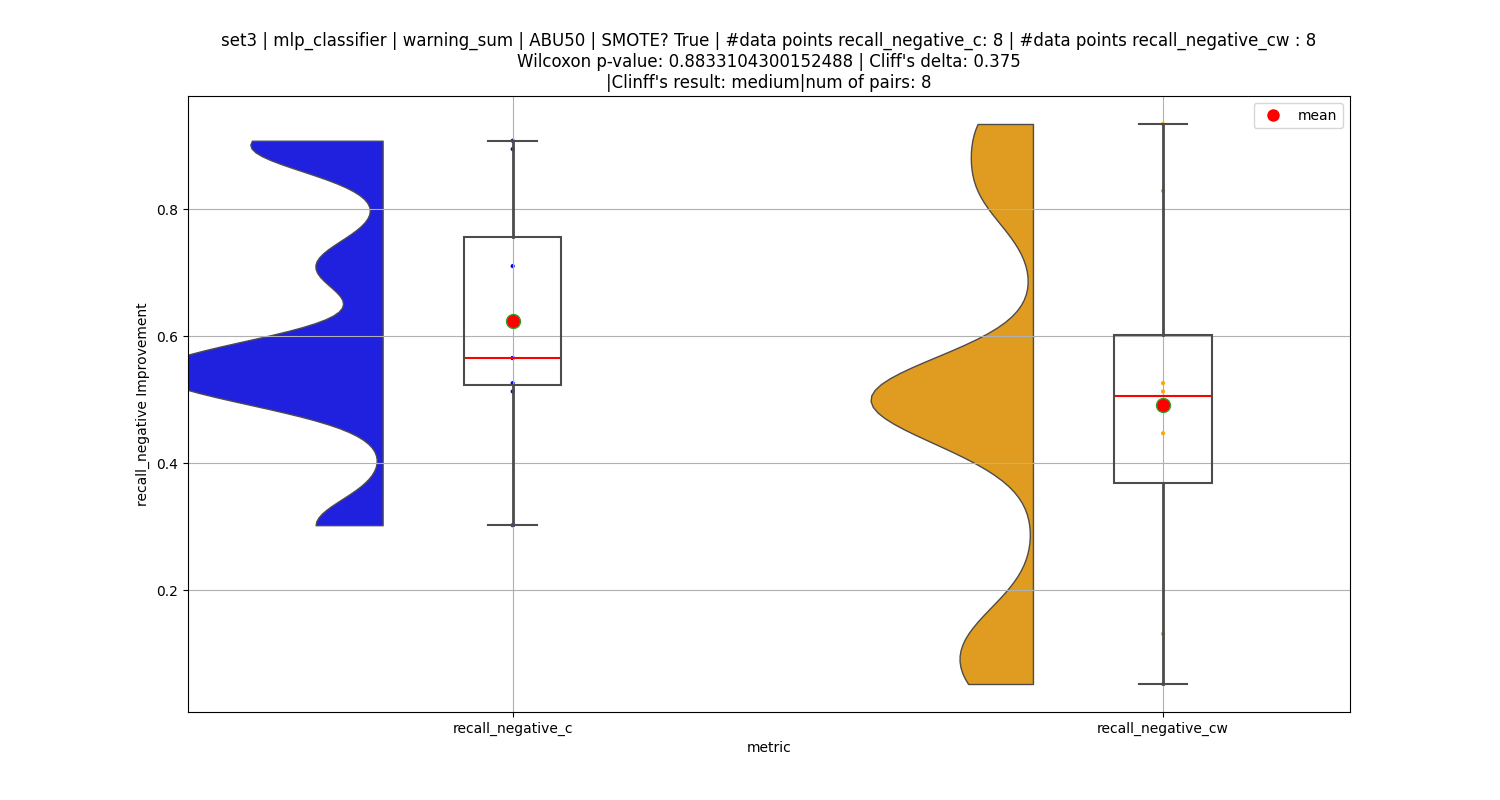 set3 | mlp_classifier | warning_sum | ABU50 | SMOTE? True | #data points recall_negative_c: 8 | #data points recall_negative_cw : 8
Wilcoxon p-value: 0.8833104300152488 | Cliff's delta: 0.375
|Clinff's result: medium|num of pairs: 8
mean
0.8
0.6
0.4
0.2
recall_negative Improvement
recall_negative_c
recall_negative_cw
metric